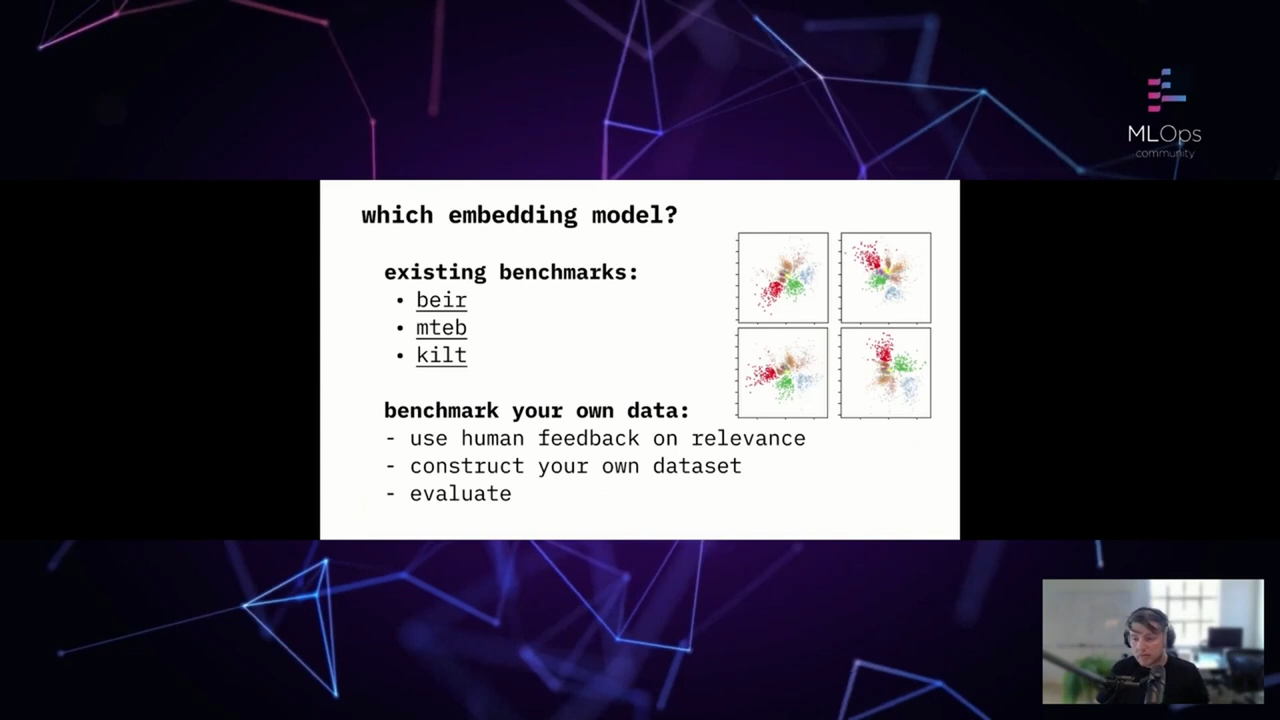 MLOps
community
which embedding model?
existing benchmarks:
• beir
• mteb
• kilt
benchmark your own data:
- use human feedback on relevance
- construct your own dataset
- evaluate